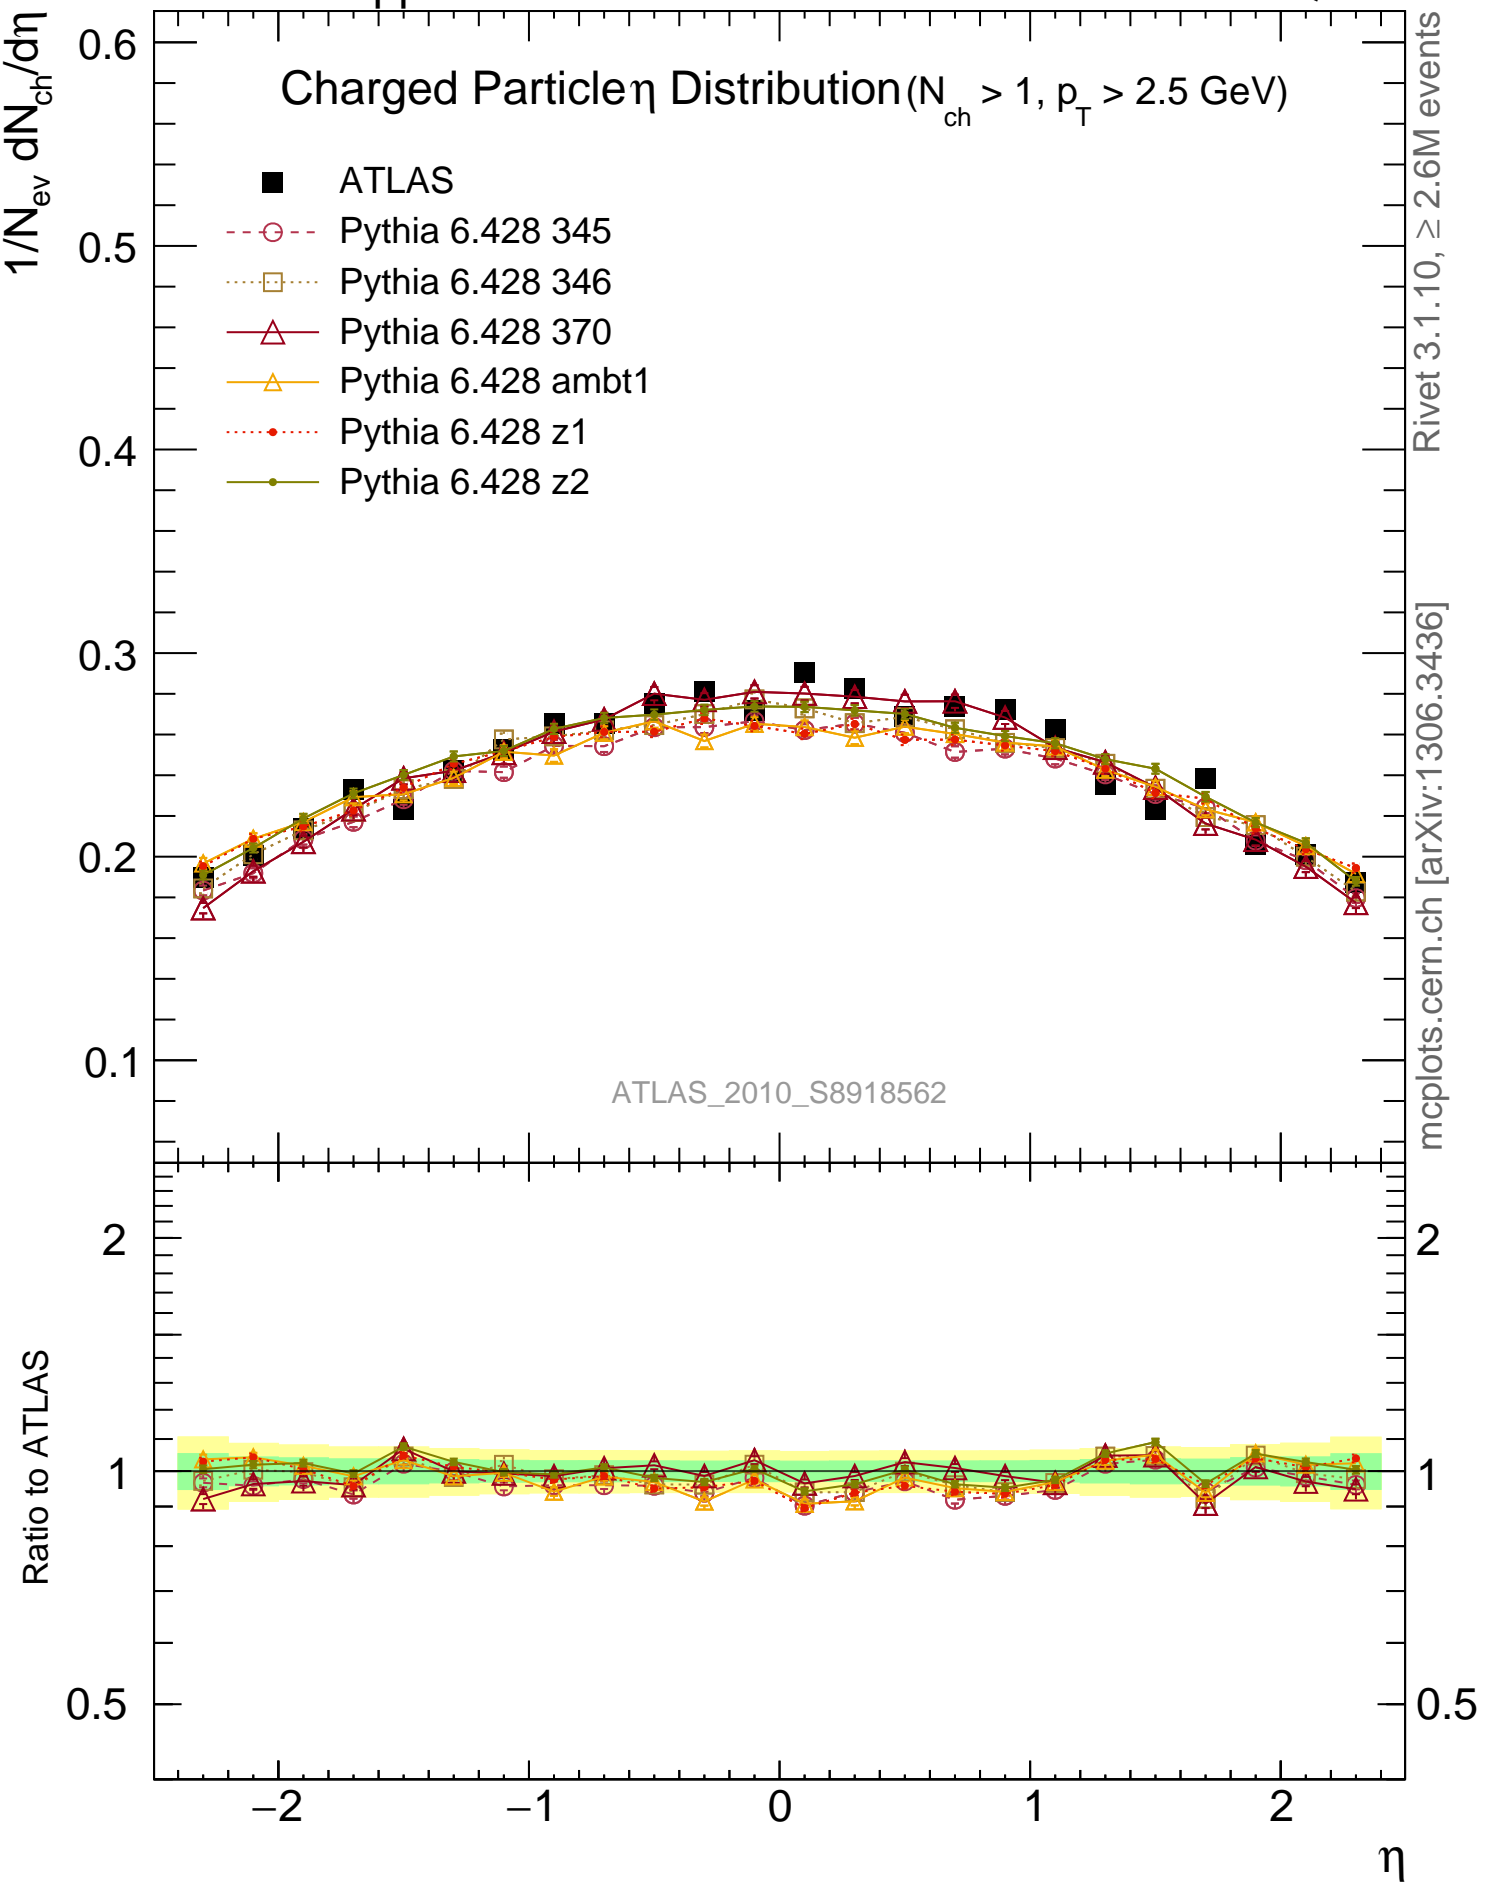 Charged Particle η Distribution (N_ch > 1, p_T > 2.5 GeV)
1/N_ev dN_ch/dη
ATLAS
Pythia 6.428 345
Pythia 6.428 346
Pythia 6.428 370
Pythia 6.428 ambt1
Pythia 6.428 z1
Pythia 6.428 z2
0.6
0.5
0.4
0.3
0.2
0.1
ATLAS_2010_S8918562
Rivet 3.1.10, ≥ 2.6M events
mcplots.cern.ch [arXiv:1306.3436]
Ratio to ATLAS
2
1
0.5
2
1
0.5
−2
−1
0
1
2
η